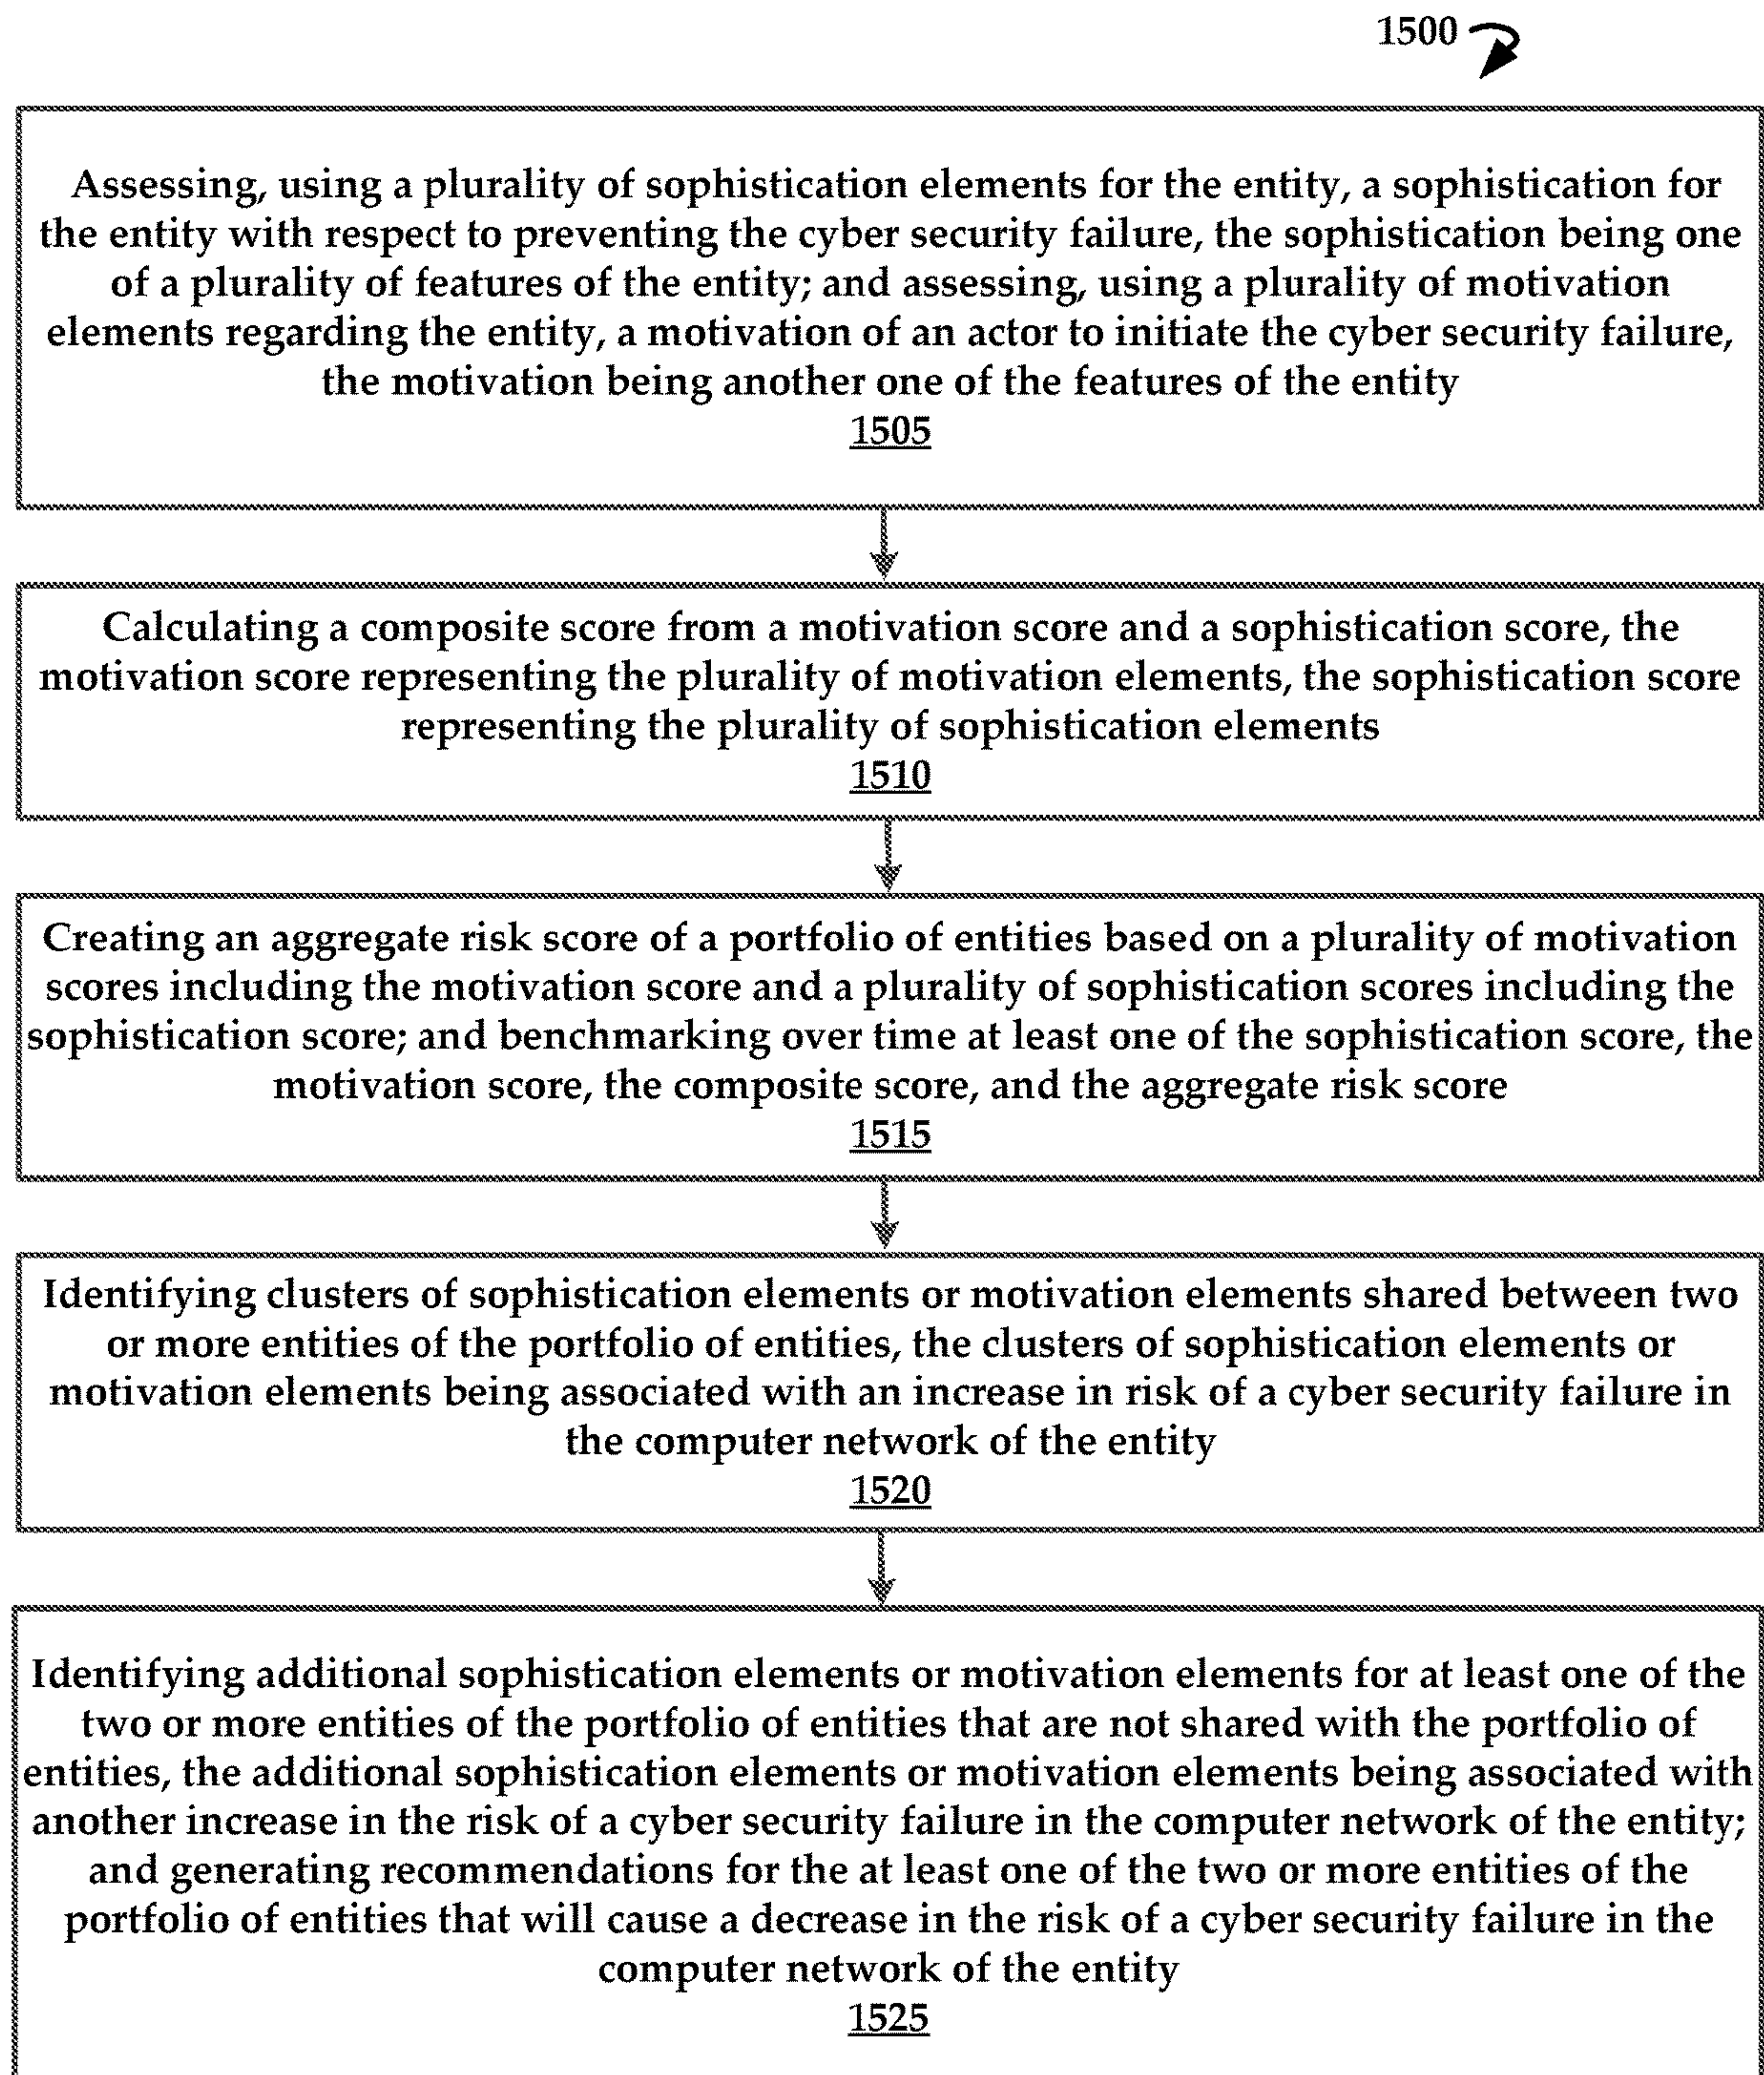 1500
Assessing, using a plurality of sophistication elements for the entity, a sophistication for
the entity with respect to preventing the cyber security failure, the sophistication being one
of a plurality of features of the entity; and assessing, using a plurality of motivation
elements regarding the entity, a motivation of an actor to initiate the cyber security failure,
the motivation being another one of the features of the entity
1505
Calculating a composite score from a motivation score and a sophistication score, the
motivation score representing the plurality of motivation elements, the sophistication score
representing the plurality of sophistication elements
1510
Creating an aggregate risk score of a portfolio of entities based on a plurality of motivation
scores including the motivation score and a plurality of sophistication scores including the
sophistication score; and benchmarking over time at least one of the sophistication score, the
motivation score, the composite score, and the aggregate risk score
1515
Identifying clusters of sophistication elements or motivation elements shared between two
or more entities of the portfolio of entities, the clusters of sophistication elements or
motivation elements being associated with an increase in risk of a cyber security failure in
the computer network of the entity
1520
Identifying additional sophistication elements or motivation elements for at least one of the
two or more entities of the portfolio of entities that are not shared with the portfolio of
entities, the additional sophistication elements or motivation elements being associated with
another increase in the risk of a cyber security failure in the computer network of the entity;
and generating recommendations for the at least one of the two or more entities of the
portfolio of entities that will cause a decrease in the risk of a cyber security failure in the
computer network of the entity
1525